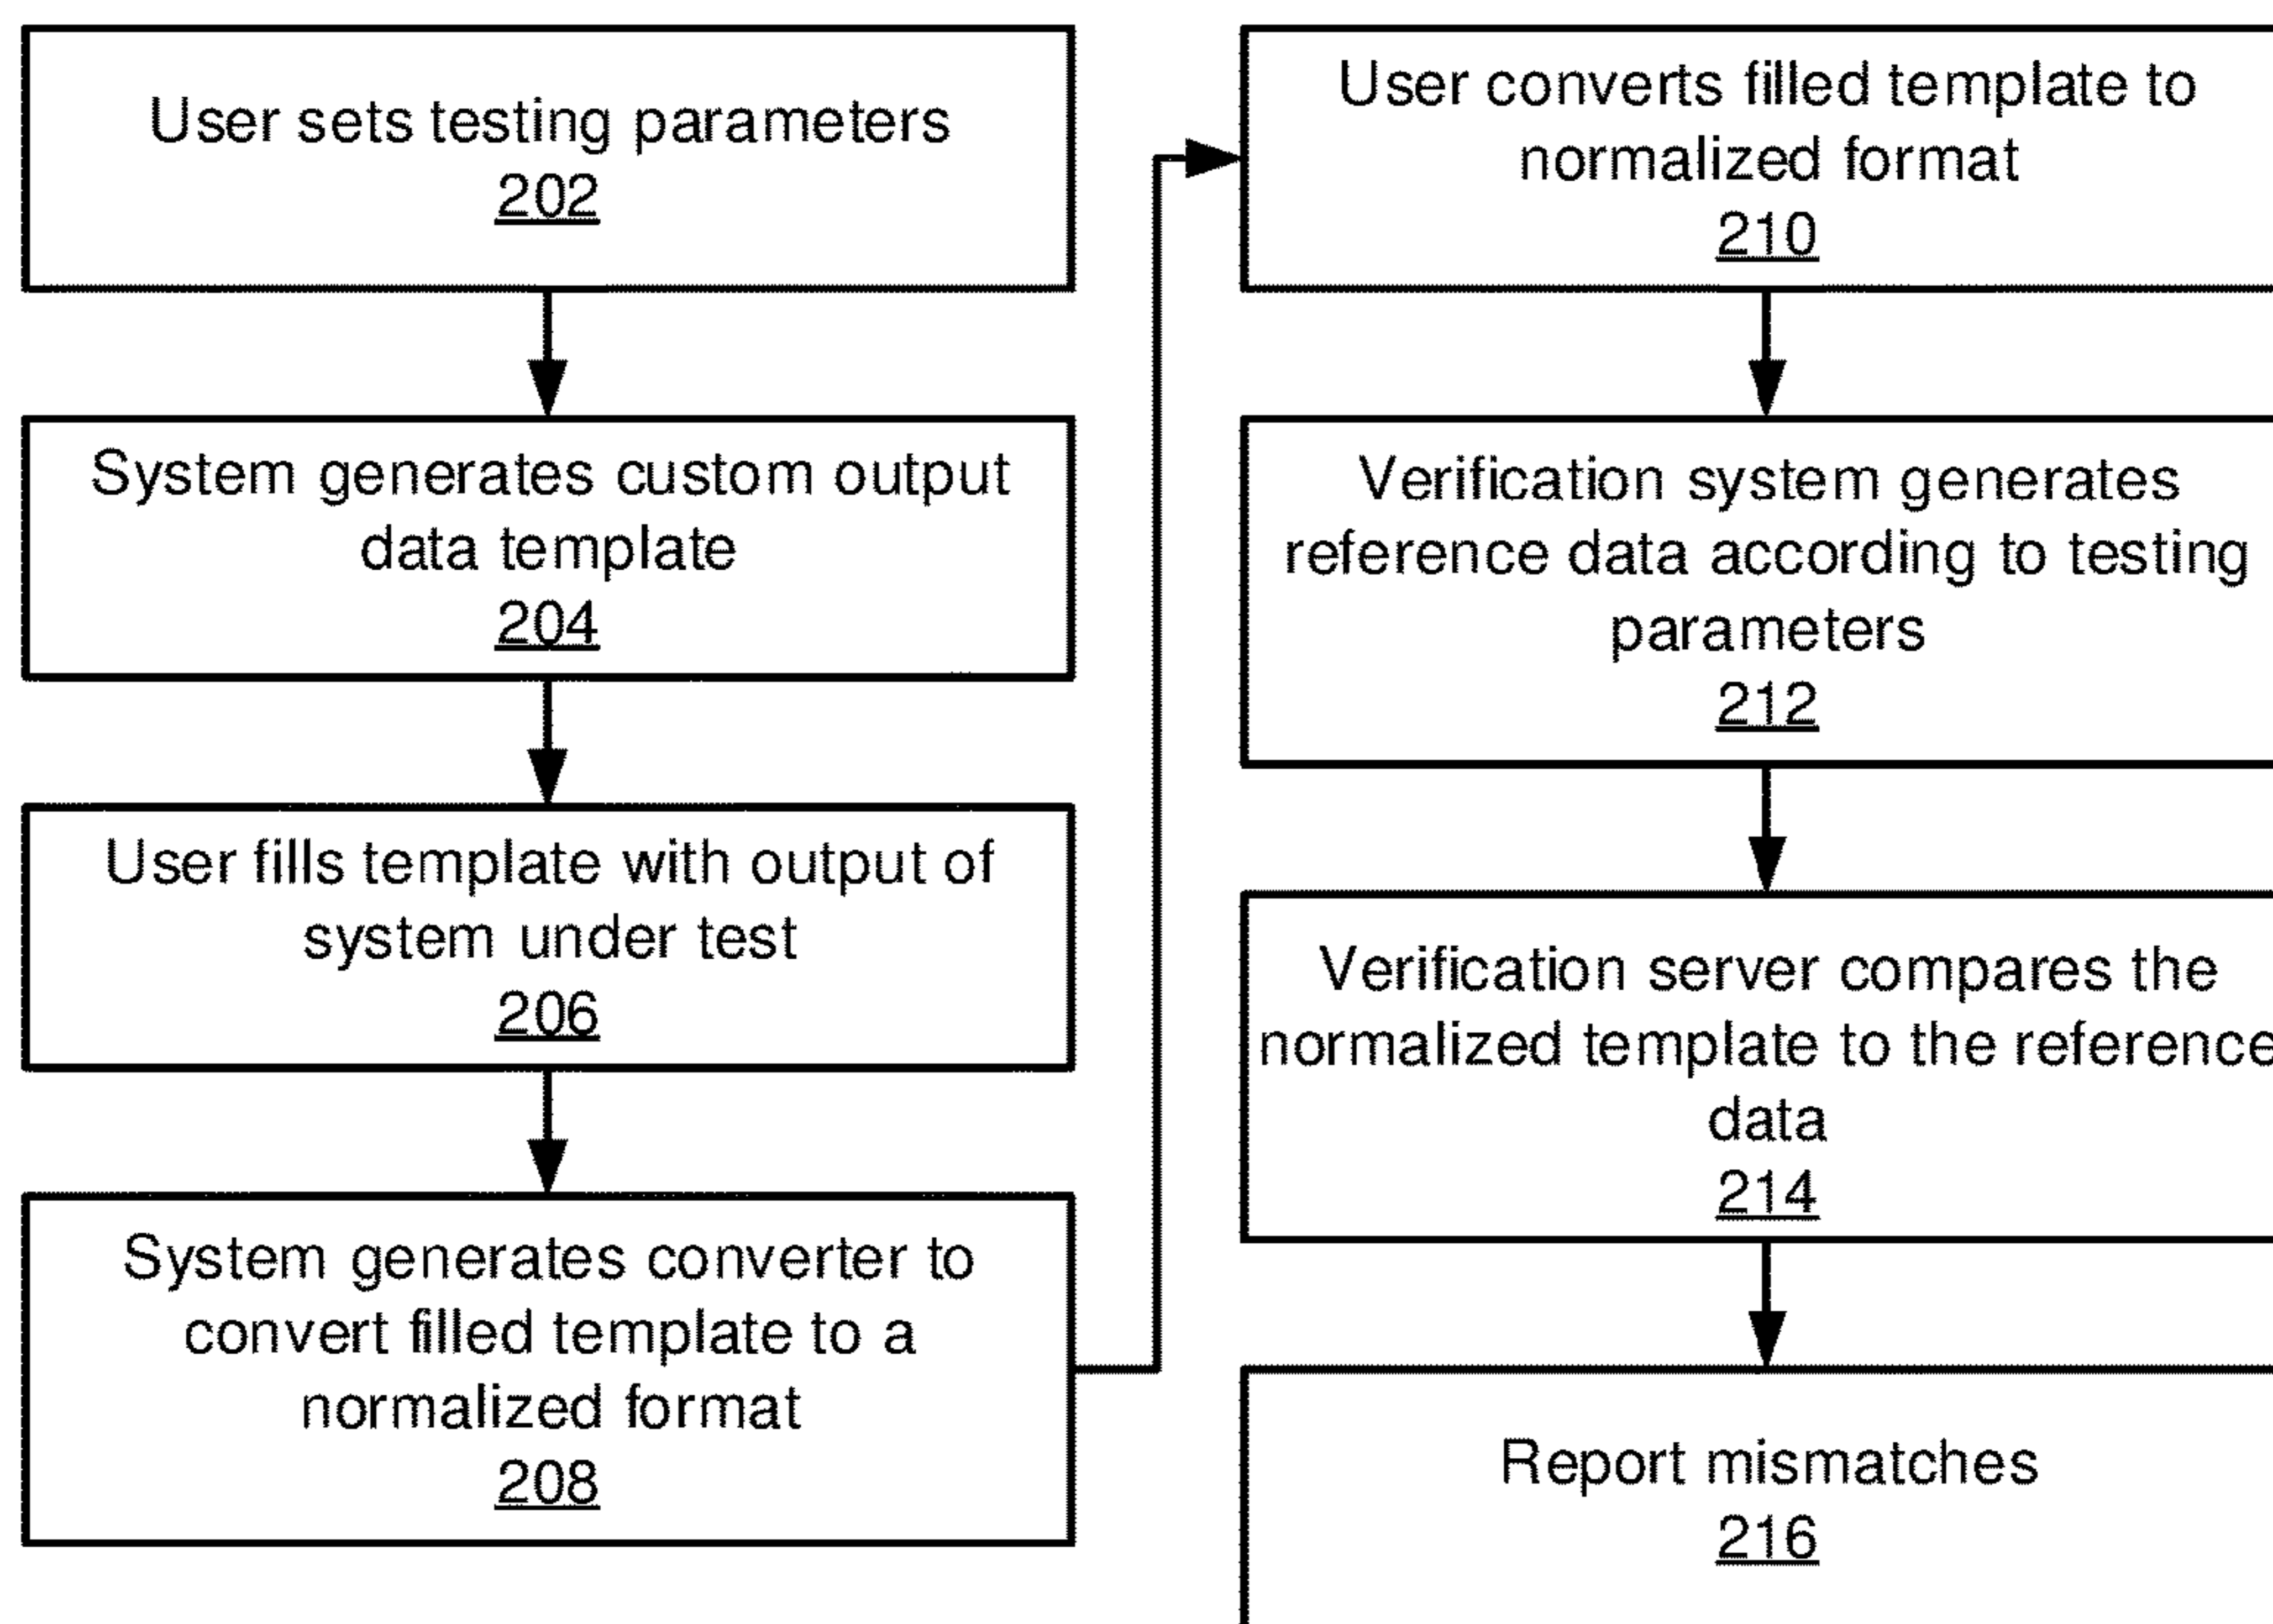 User sets testing parameters
202
System generates custom output
data template
204
User fills template with output of
system under test
206
System generates converter to
convert filled template to a
normalized format
208
User converts filled template to
normalized format
210
Verification system generates
reference data according to testing
parameters
212
Verification server compares the
normalized template to the reference
data
214
Report mismatches
216